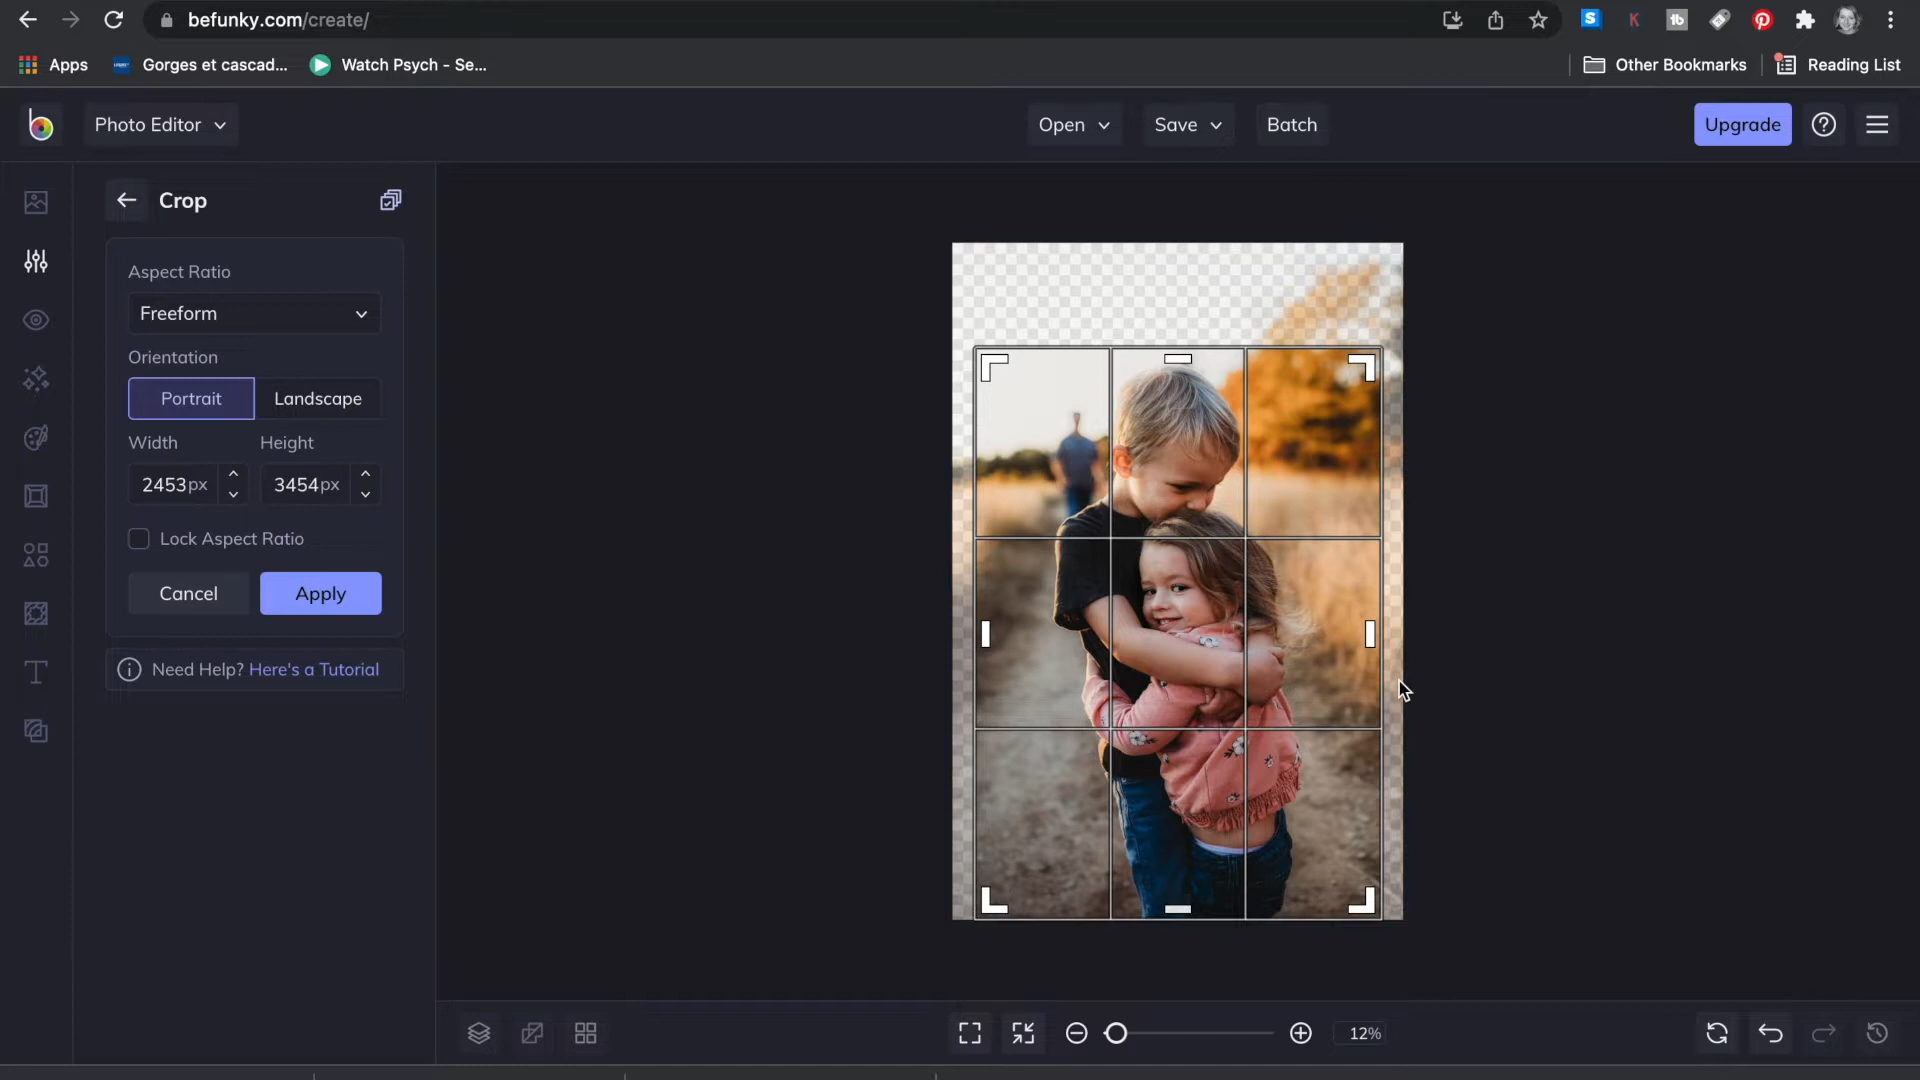 befunky.com/create/
Apps
Gorges et cascad...
Watch Psych - Se...
Other Bookmarks
Reading List
Photo Editor
Open
Save
Batch
Upgrade
Crop
Aspect Ratio
Freeform
Orientation
Portrait
Landscape
Width
Height
2453px
3454px
Lock Aspect Ratio
Cancel
Apply
Need Help? Here's a Tutorial
12%